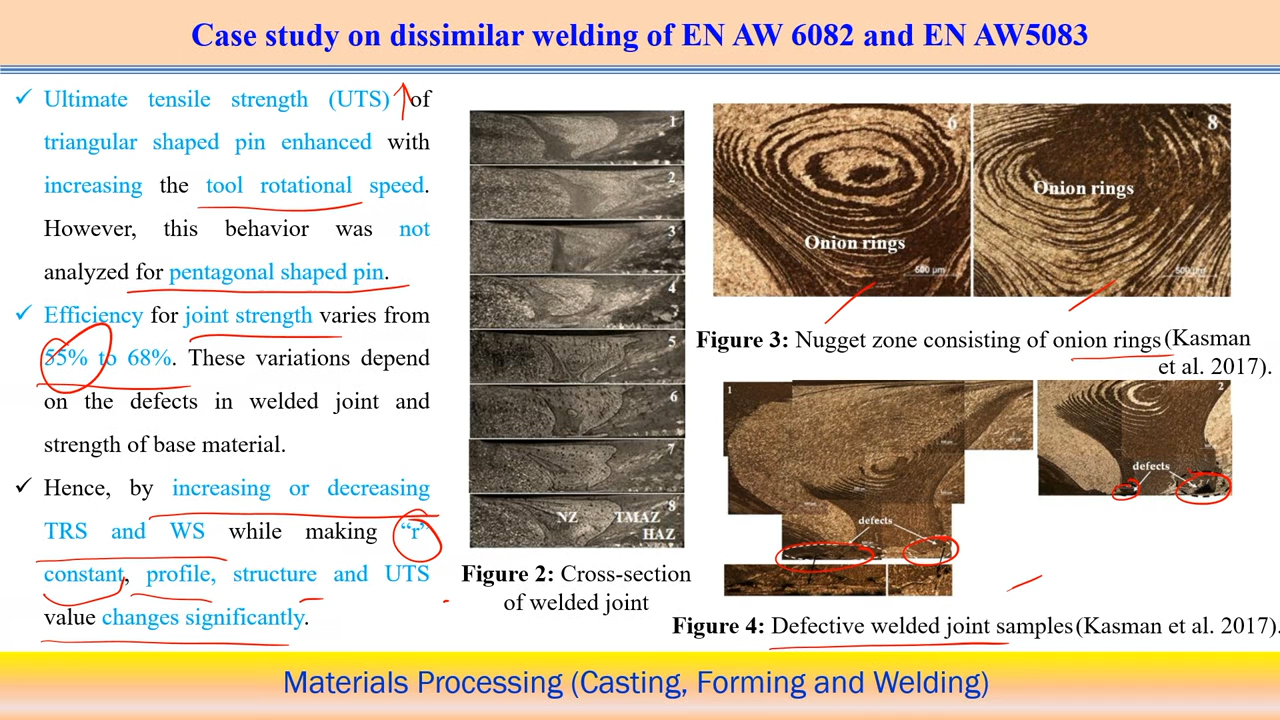 Case study on dissimilar welding of EN AW 6082 and EN AW5083
✓ Ultimate tensile strength (UTS) of
triangular shaped pin enhanced with
increasing the tool rotational speed.
However, this behavior was not
analyzed for pentagonal shaped pin.
✓ Efficiency for joint strength varies from
55% to 68%. These variations depend
on the defects in welded joint and
strength of base material.
✓ Hence, by increasing or decreasing
TRS and WS while making “r”
constant, profile, structure and UTS
value changes significantly.
1
2
3
4
5
6
7
8
NZ TMAZ
HAZ
Figure 2: Cross-section
of welded joint
6
Onion rings
600 µm
8
Onion rings
500 µm
Figure 3: Nugget zone consisting of onion rings (Kasman
et al. 2017).
1
defects
2
defects
Figure 4: Defective welded joint samples (Kasman et al. 2017).
Materials Processing (Casting, Forming and Welding)